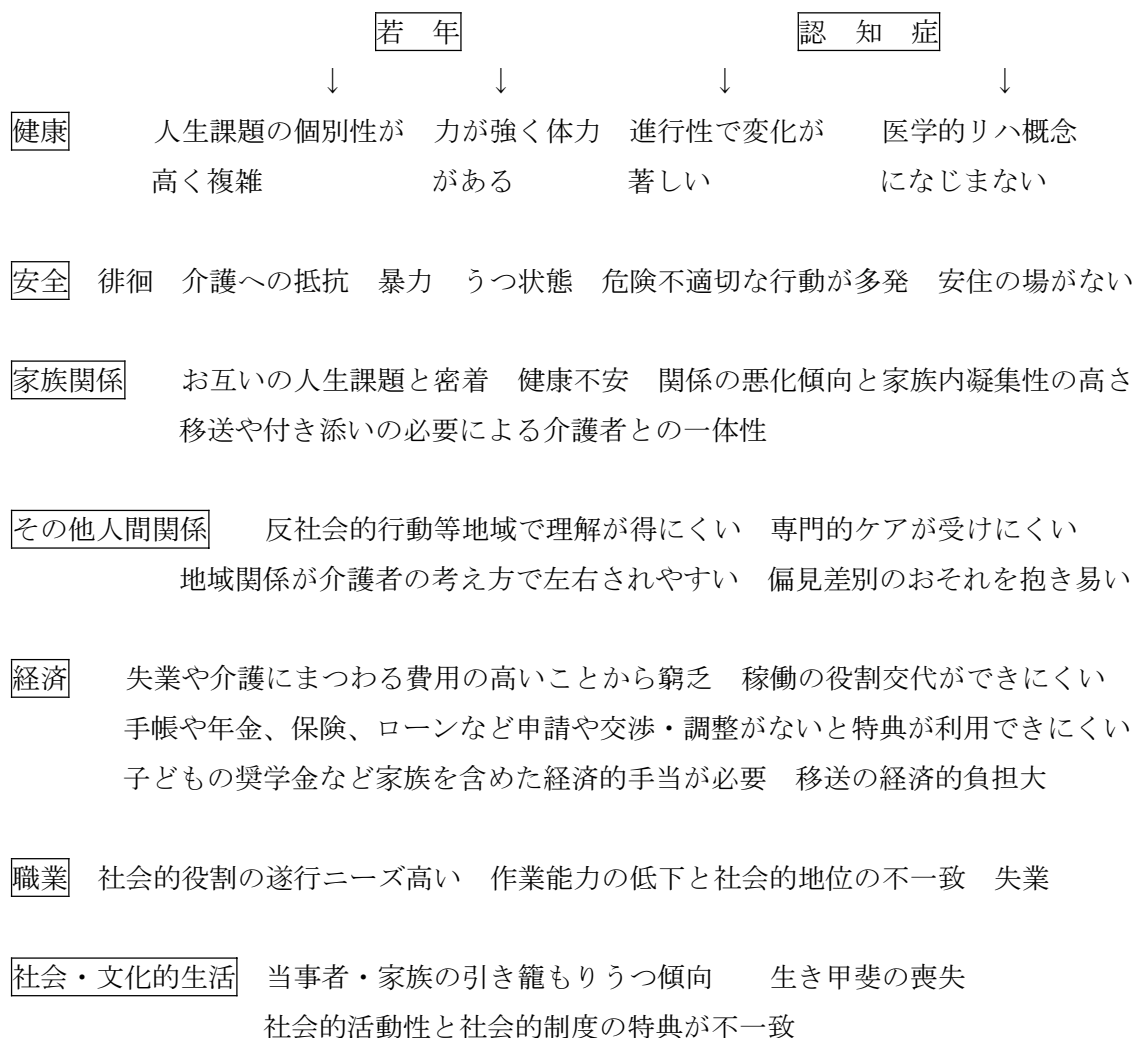 若　年　認　知　症
↓　↓　↓　↓
健康　人生課題の個別性が　力が強く体力　進行性で変化が　医学的リハ概念
高く複雑　がある　著しい　になじまない
安全　徘徊　介護への抵抗　暴力　うつ状態　危険不適切な行動が多発　安住の場がない
家族関係　お互いの人生課題と密着　健康不安　関係の悪化傾向と家族内凝集性の高さ
移送や付き添いの必要による介護者との一体性
その他人間関係　反社会的行動等地域で理解が得にくい　専門的ケアが受けにくい
地域関係が介護者の考え方で左右されやすい　偏見差別のおそれを抱き易い
経済　失業や介護にまつわる費用の高いことから窮乏　稼働の役割交代ができにくい
手帳や年金、保険、ローンなど申請や交渉・調整がないと特典が利用できにくい
子どもの奨学金など家族を含めた経済的手当が必要　移送の経済的負担大
職業　社会的役割の遂行ニーズ高い　作業能力の低下と社会的地位の不一致　失業
社会・文化的生活　当事者・家族の引き籠もりうつ傾向　生き甲斐の喪失
社会的活動性と社会的制度の特典が不一致